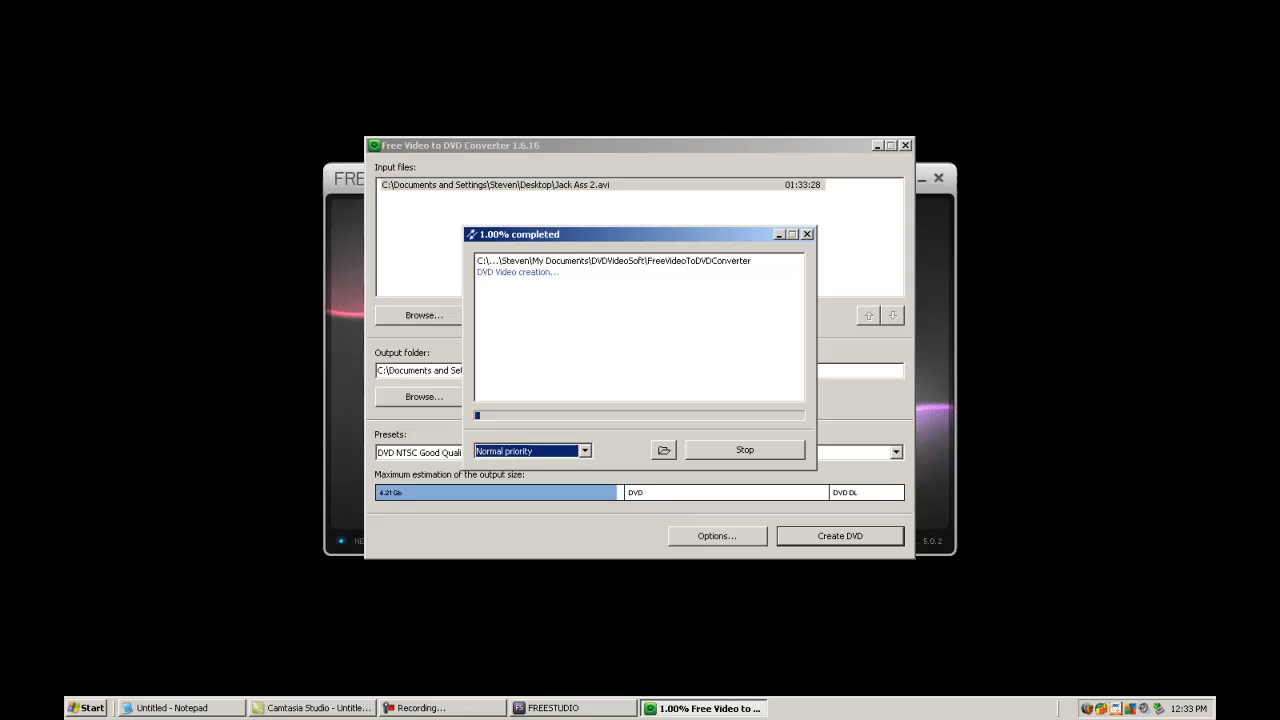 Free Video to DVD Converter 1.6.16
FREE
Input files:
C:\Documents and Settings\Steven\Desktop\Jack Ass 2.avi 01:33:28
1.00% completed
C:\...\Steven\My Documents\DVDVideoSoft\FreeVideoToDVDConverter
DVD Video creation...
Browse...
Output folder:
C:\Documents and Set
Browse...
Presets:
Normal priority
Stop
DVD NTSC Good Quali
Maximum estimation of the output size:
4.21Gb
DVD
DVD DL
Options...
Create DVD
NE
5.0.2
Start
Untitled - Notepad
Camtasia Studio - Untitle...
Recording...
FREESTUDIO
1.00% Free Video to ...
12:33 PM